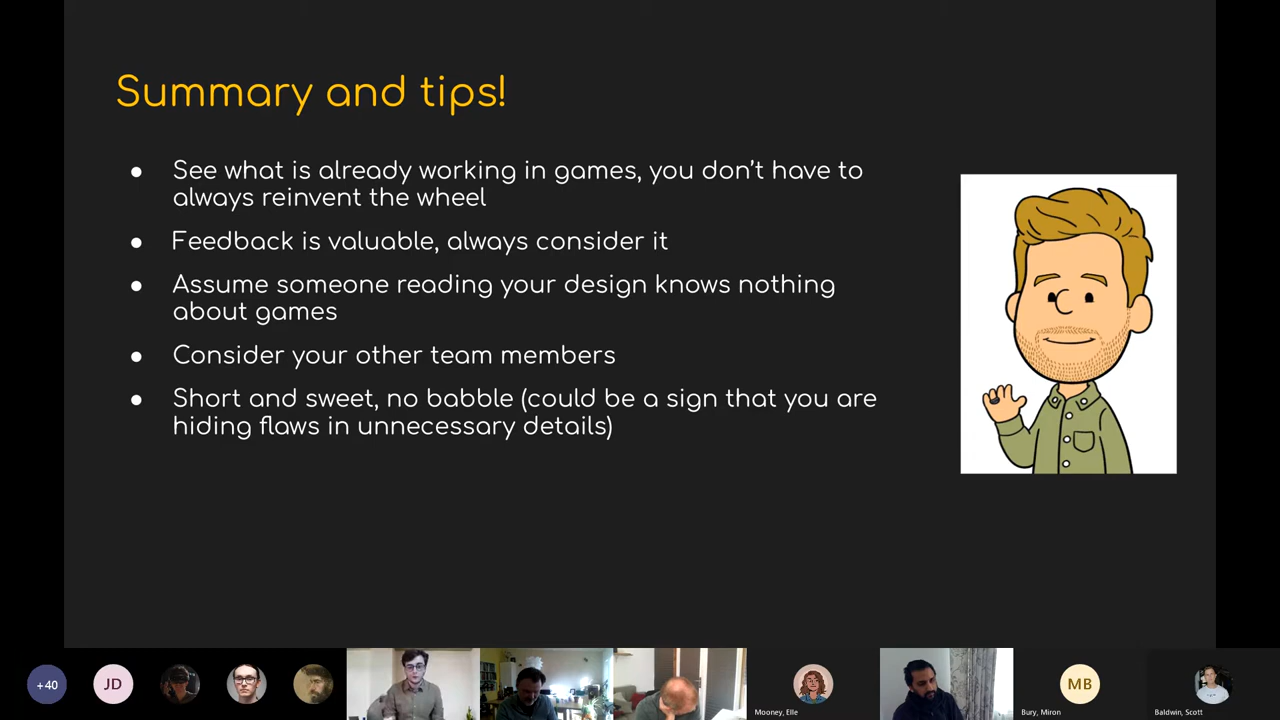 Summary and tips!
● See what is already working in games, you don’t have to
always reinvent the wheel
● Feedback is valuable, always consider it
● Assume someone reading your design knows nothing
about games
● Consider your other team members
● Short and sweet, no babble (could be a sign that you are
hiding flaws in unnecessary details)
+40
JD
Mooney, Elle
MB
Bury, Miron
Baldwin, Scott